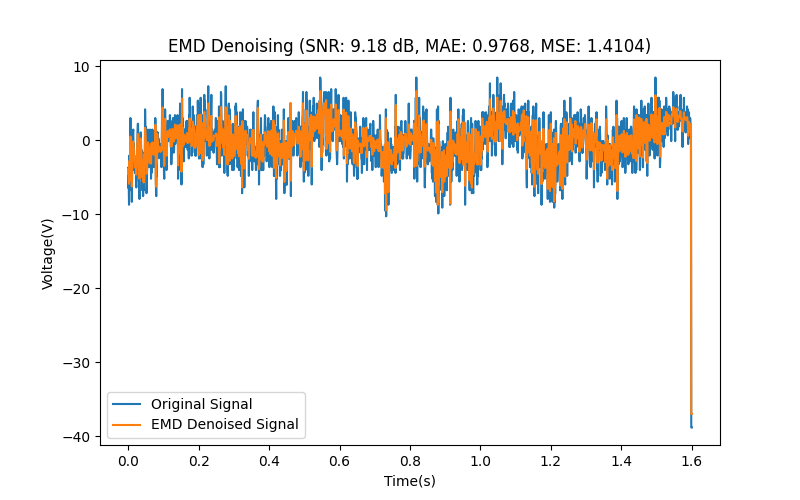 EMD Denoising (SNR: 9.18 dB, MAE: 0.9768, MSE: 1.4104)
10
0
−10
−20
−30
−40
Voltage(V)
Original Signal
EMD Denoised Signal
0.0 0.2 0.4 0.6 0.8 1.0 1.2 1.4 1.6
Time(s)